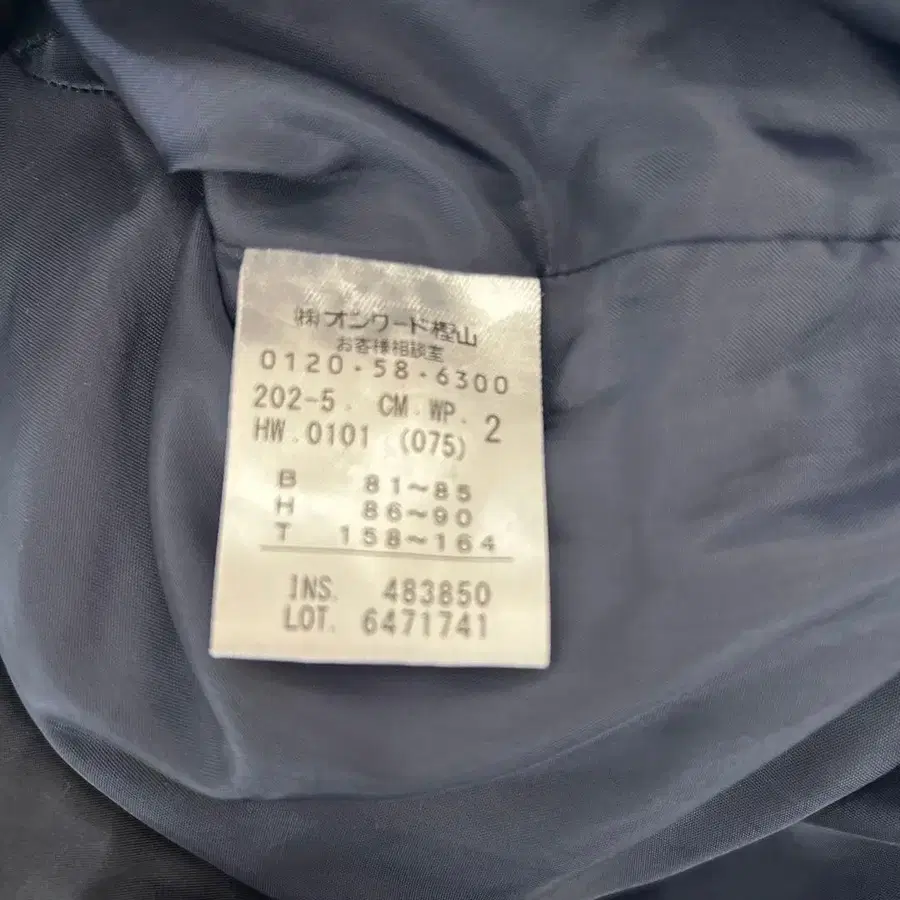 ㈱オンワード樫山
お客様相談室
0120・58・6300
202-5. CM.WP. 2
HW.0101 (075)
B 81～85
H 86～90
T 158～164
INS. 483850
LOT. 6471741